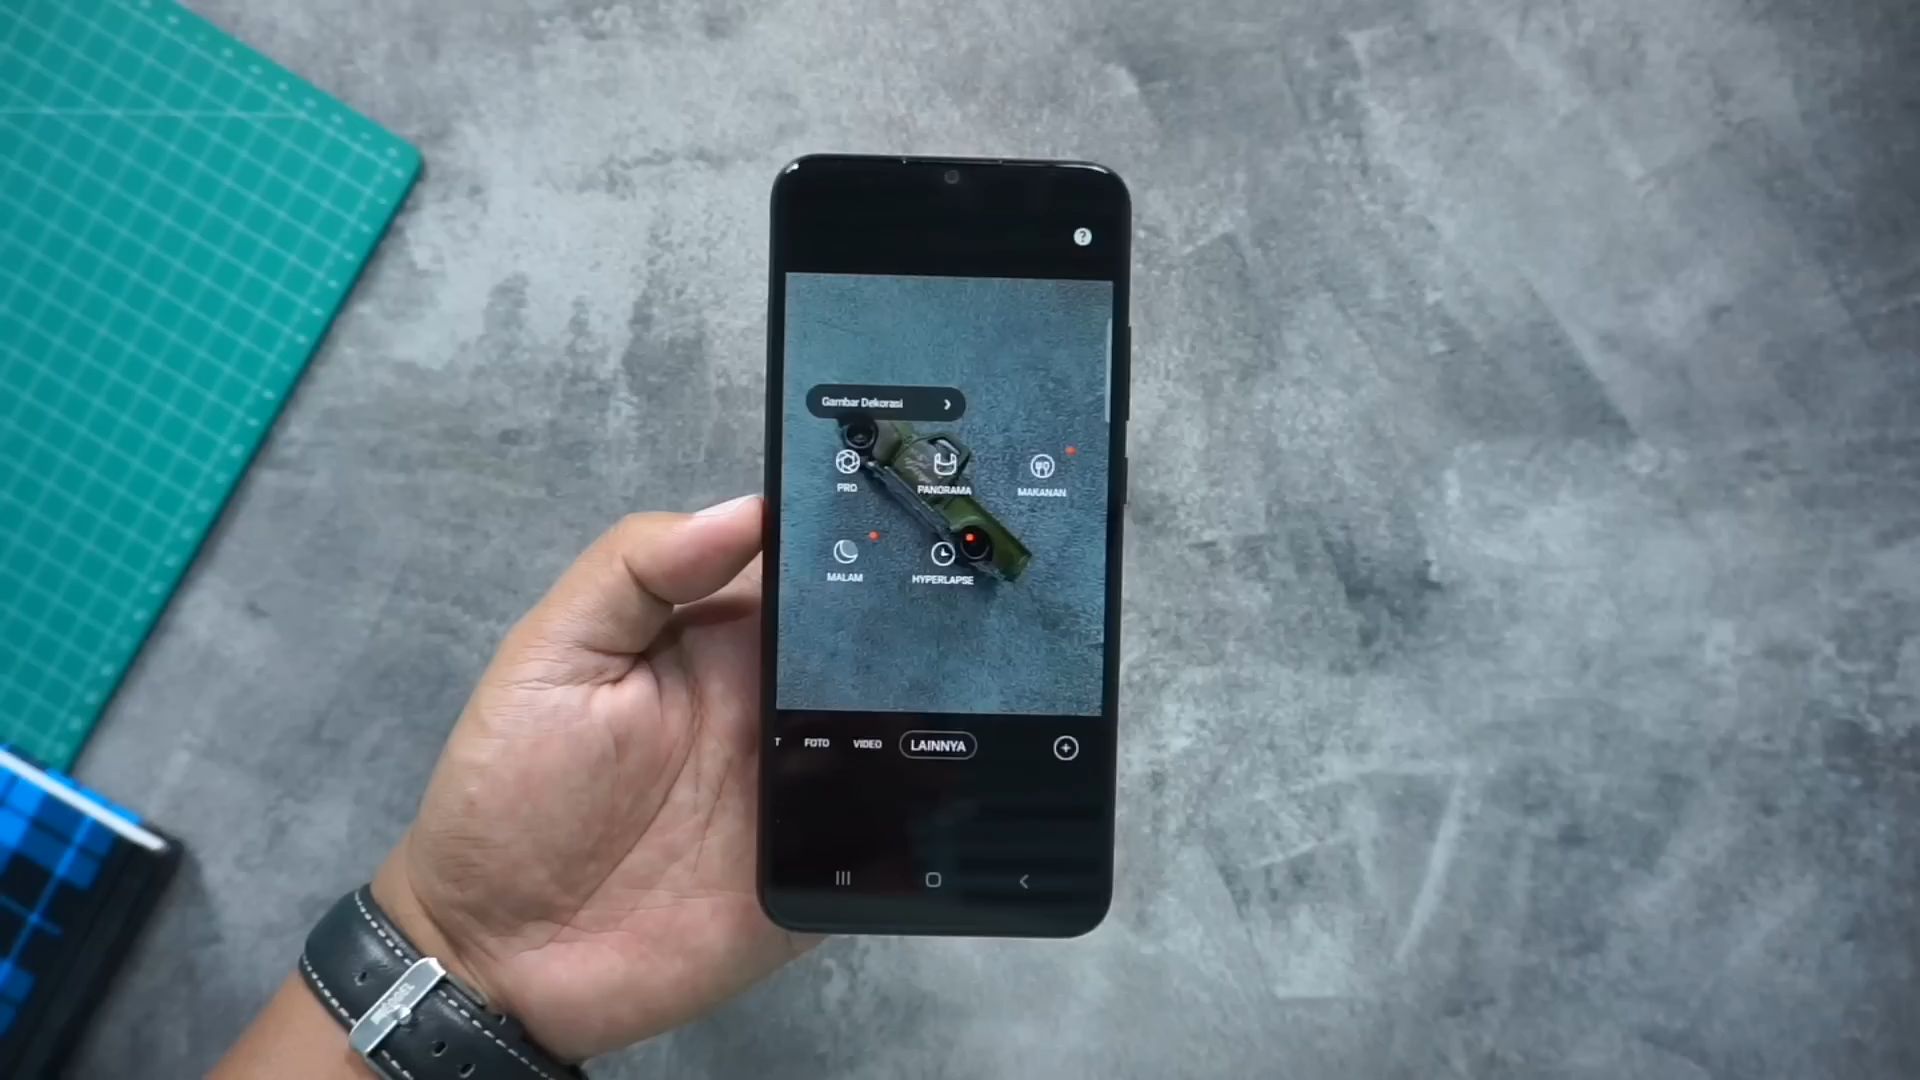 ?
Gambar Dekorasi
PRO
PANORAMA
MAKANAN
MALAM
HYPERLAPSE
T
FOTO
VIDEO
LAINNYA